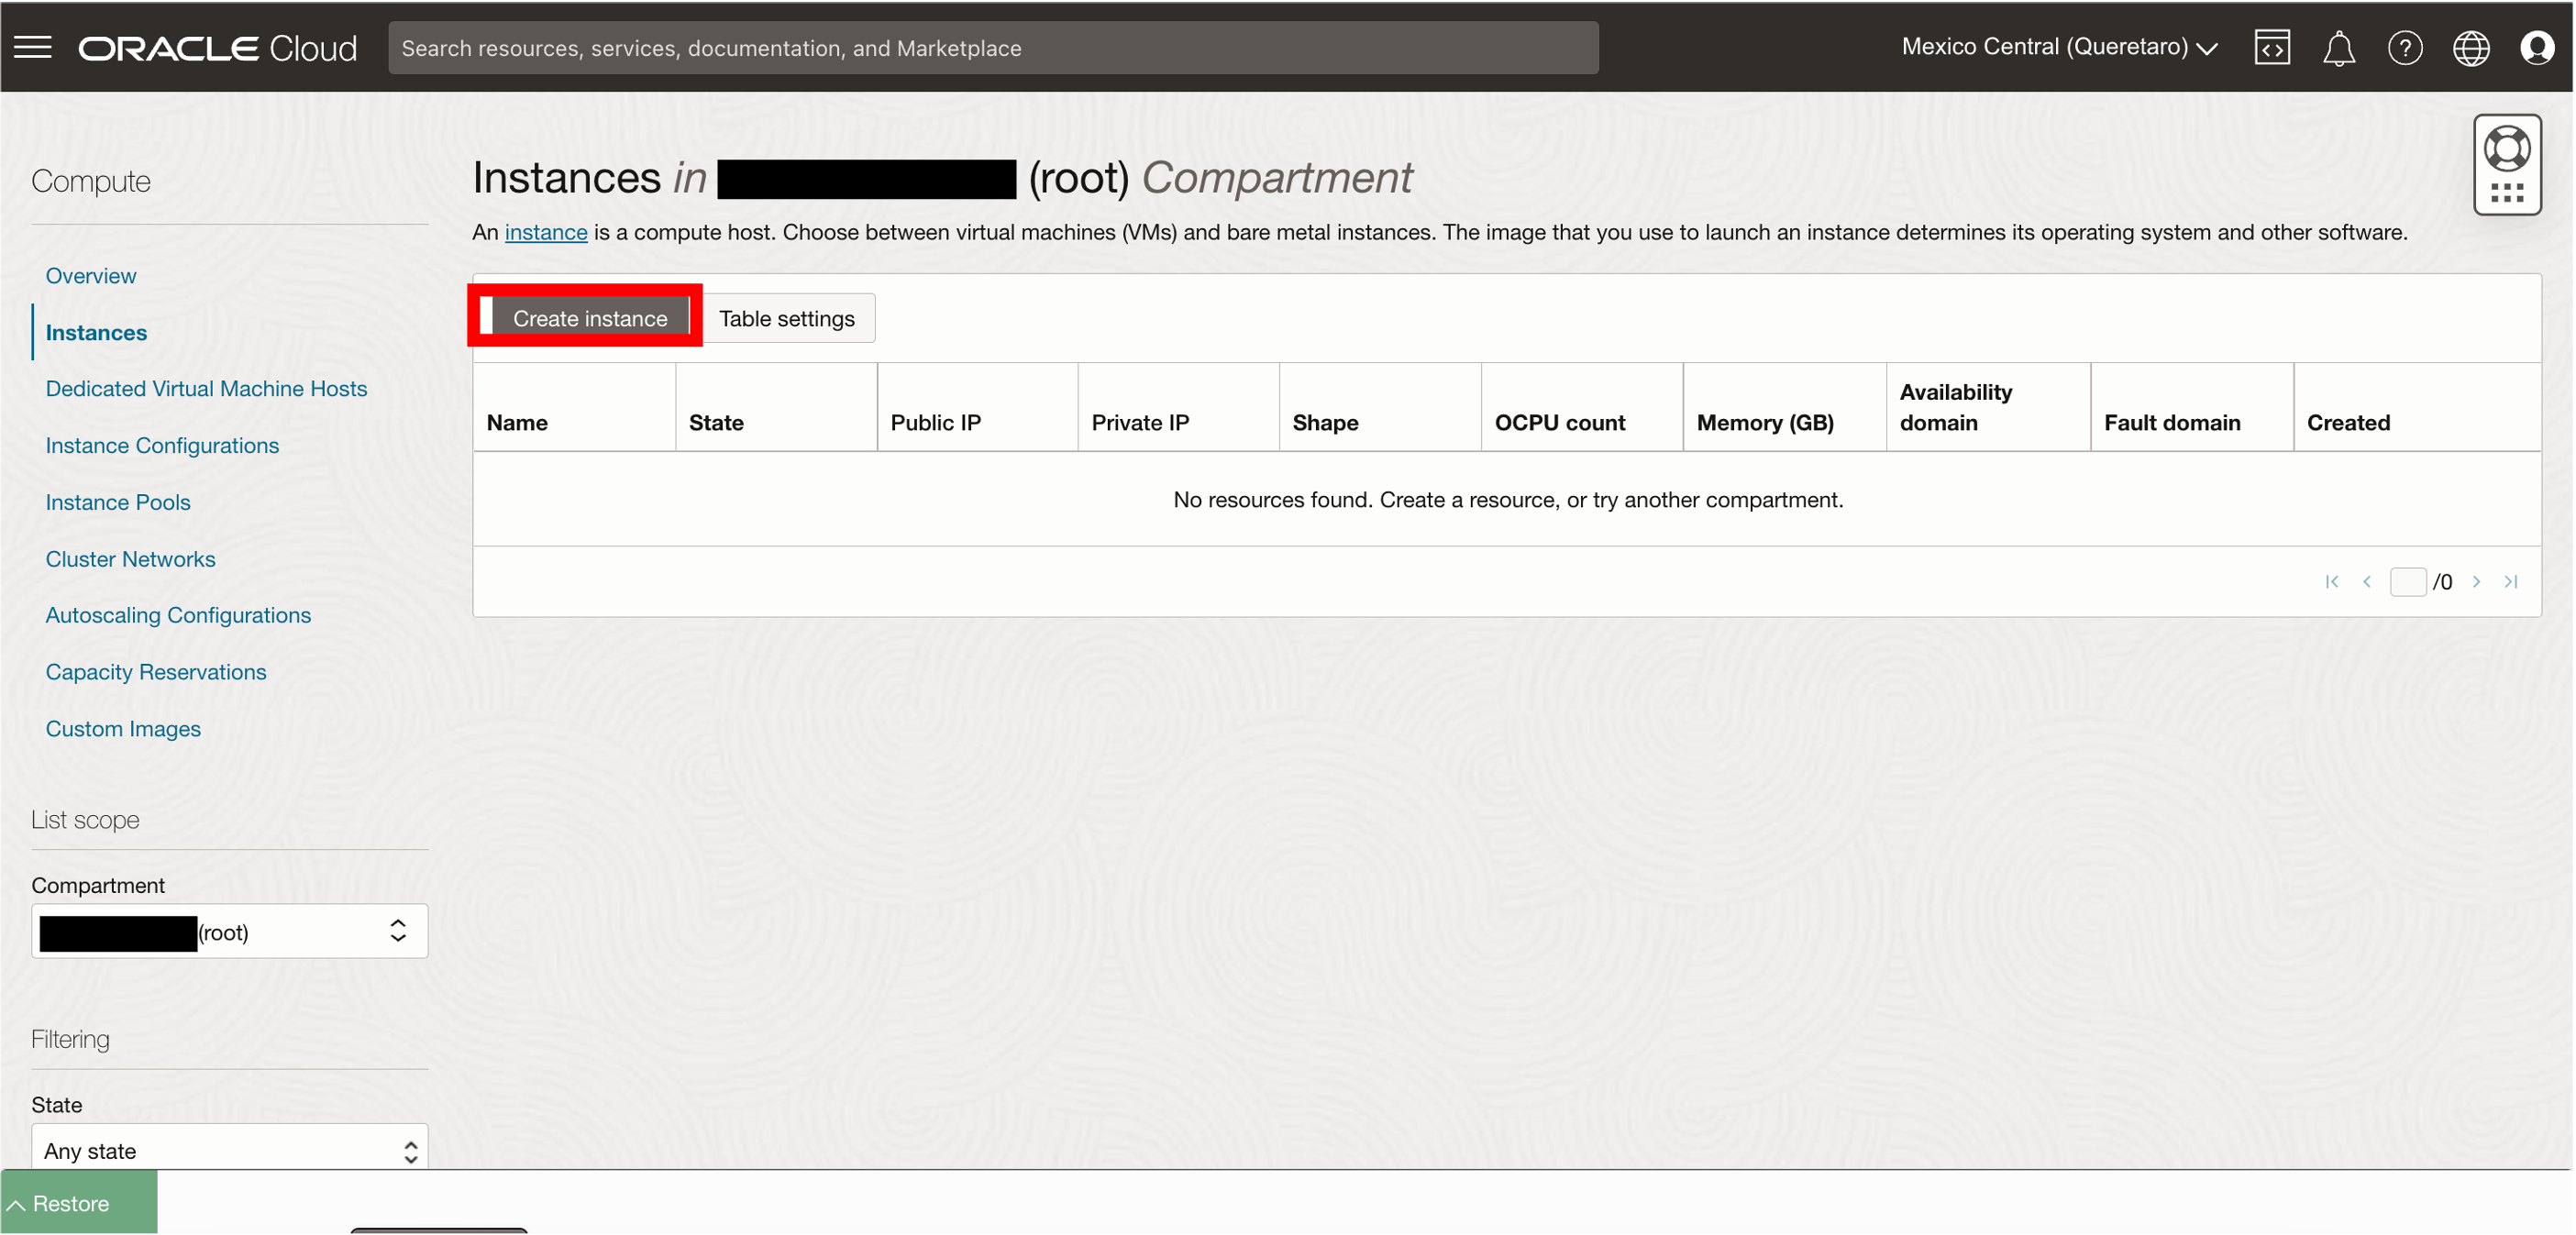 ORACLE Cloud
Search resources, services, documentation, and Marketplace
Mexico Central (Queretaro)
Compute
Overview
Instances
Dedicated Virtual Machine Hosts
Instance Configurations
Instance Pools
Cluster Networks
Autoscaling Configurations
Capacity Reservations
Custom Images
List scope
Compartment
(root)
Filtering
State
Any state
Instances in (root) Compartment
An instance is a compute host. Choose between virtual machines (VMs) and bare metal instances. The image that you use to launch an instance determines its operating system and other software.
Create instance
Table settings
Name State Public IP Private IP Shape OCPU count Memory (GB) Availability domain Fault domain Created
No resources found. Create a resource, or try another compartment.
/0
Restore